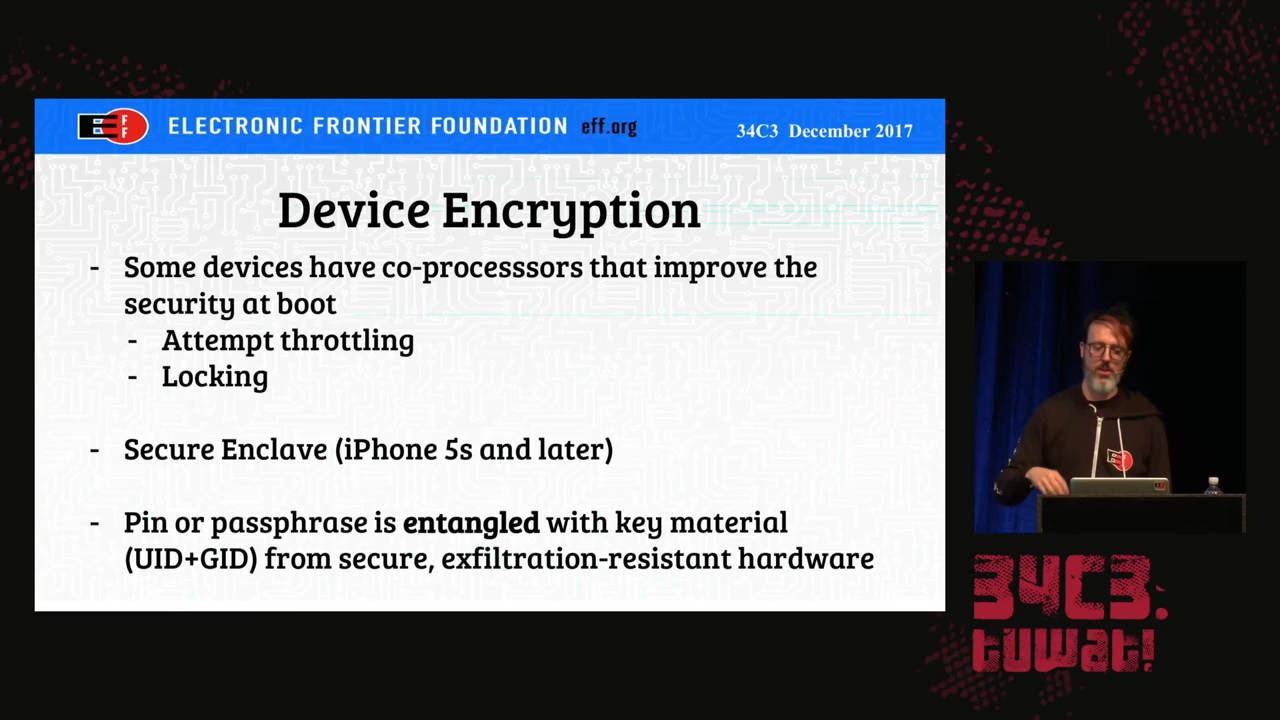 EFF
ELECTRONIC FRONTIER FOUNDATION eff.org
34C3 December 2017
Device Encryption
- Some devices have co-processsors that improve the
security at boot
- Attempt throttling
- Locking
- Secure Enclave (iPhone 5s and later)
- Pin or passphrase is entangled with key material
(UID+GID) from secure, exfiltration-resistant hardware
34C3.
tuwat!